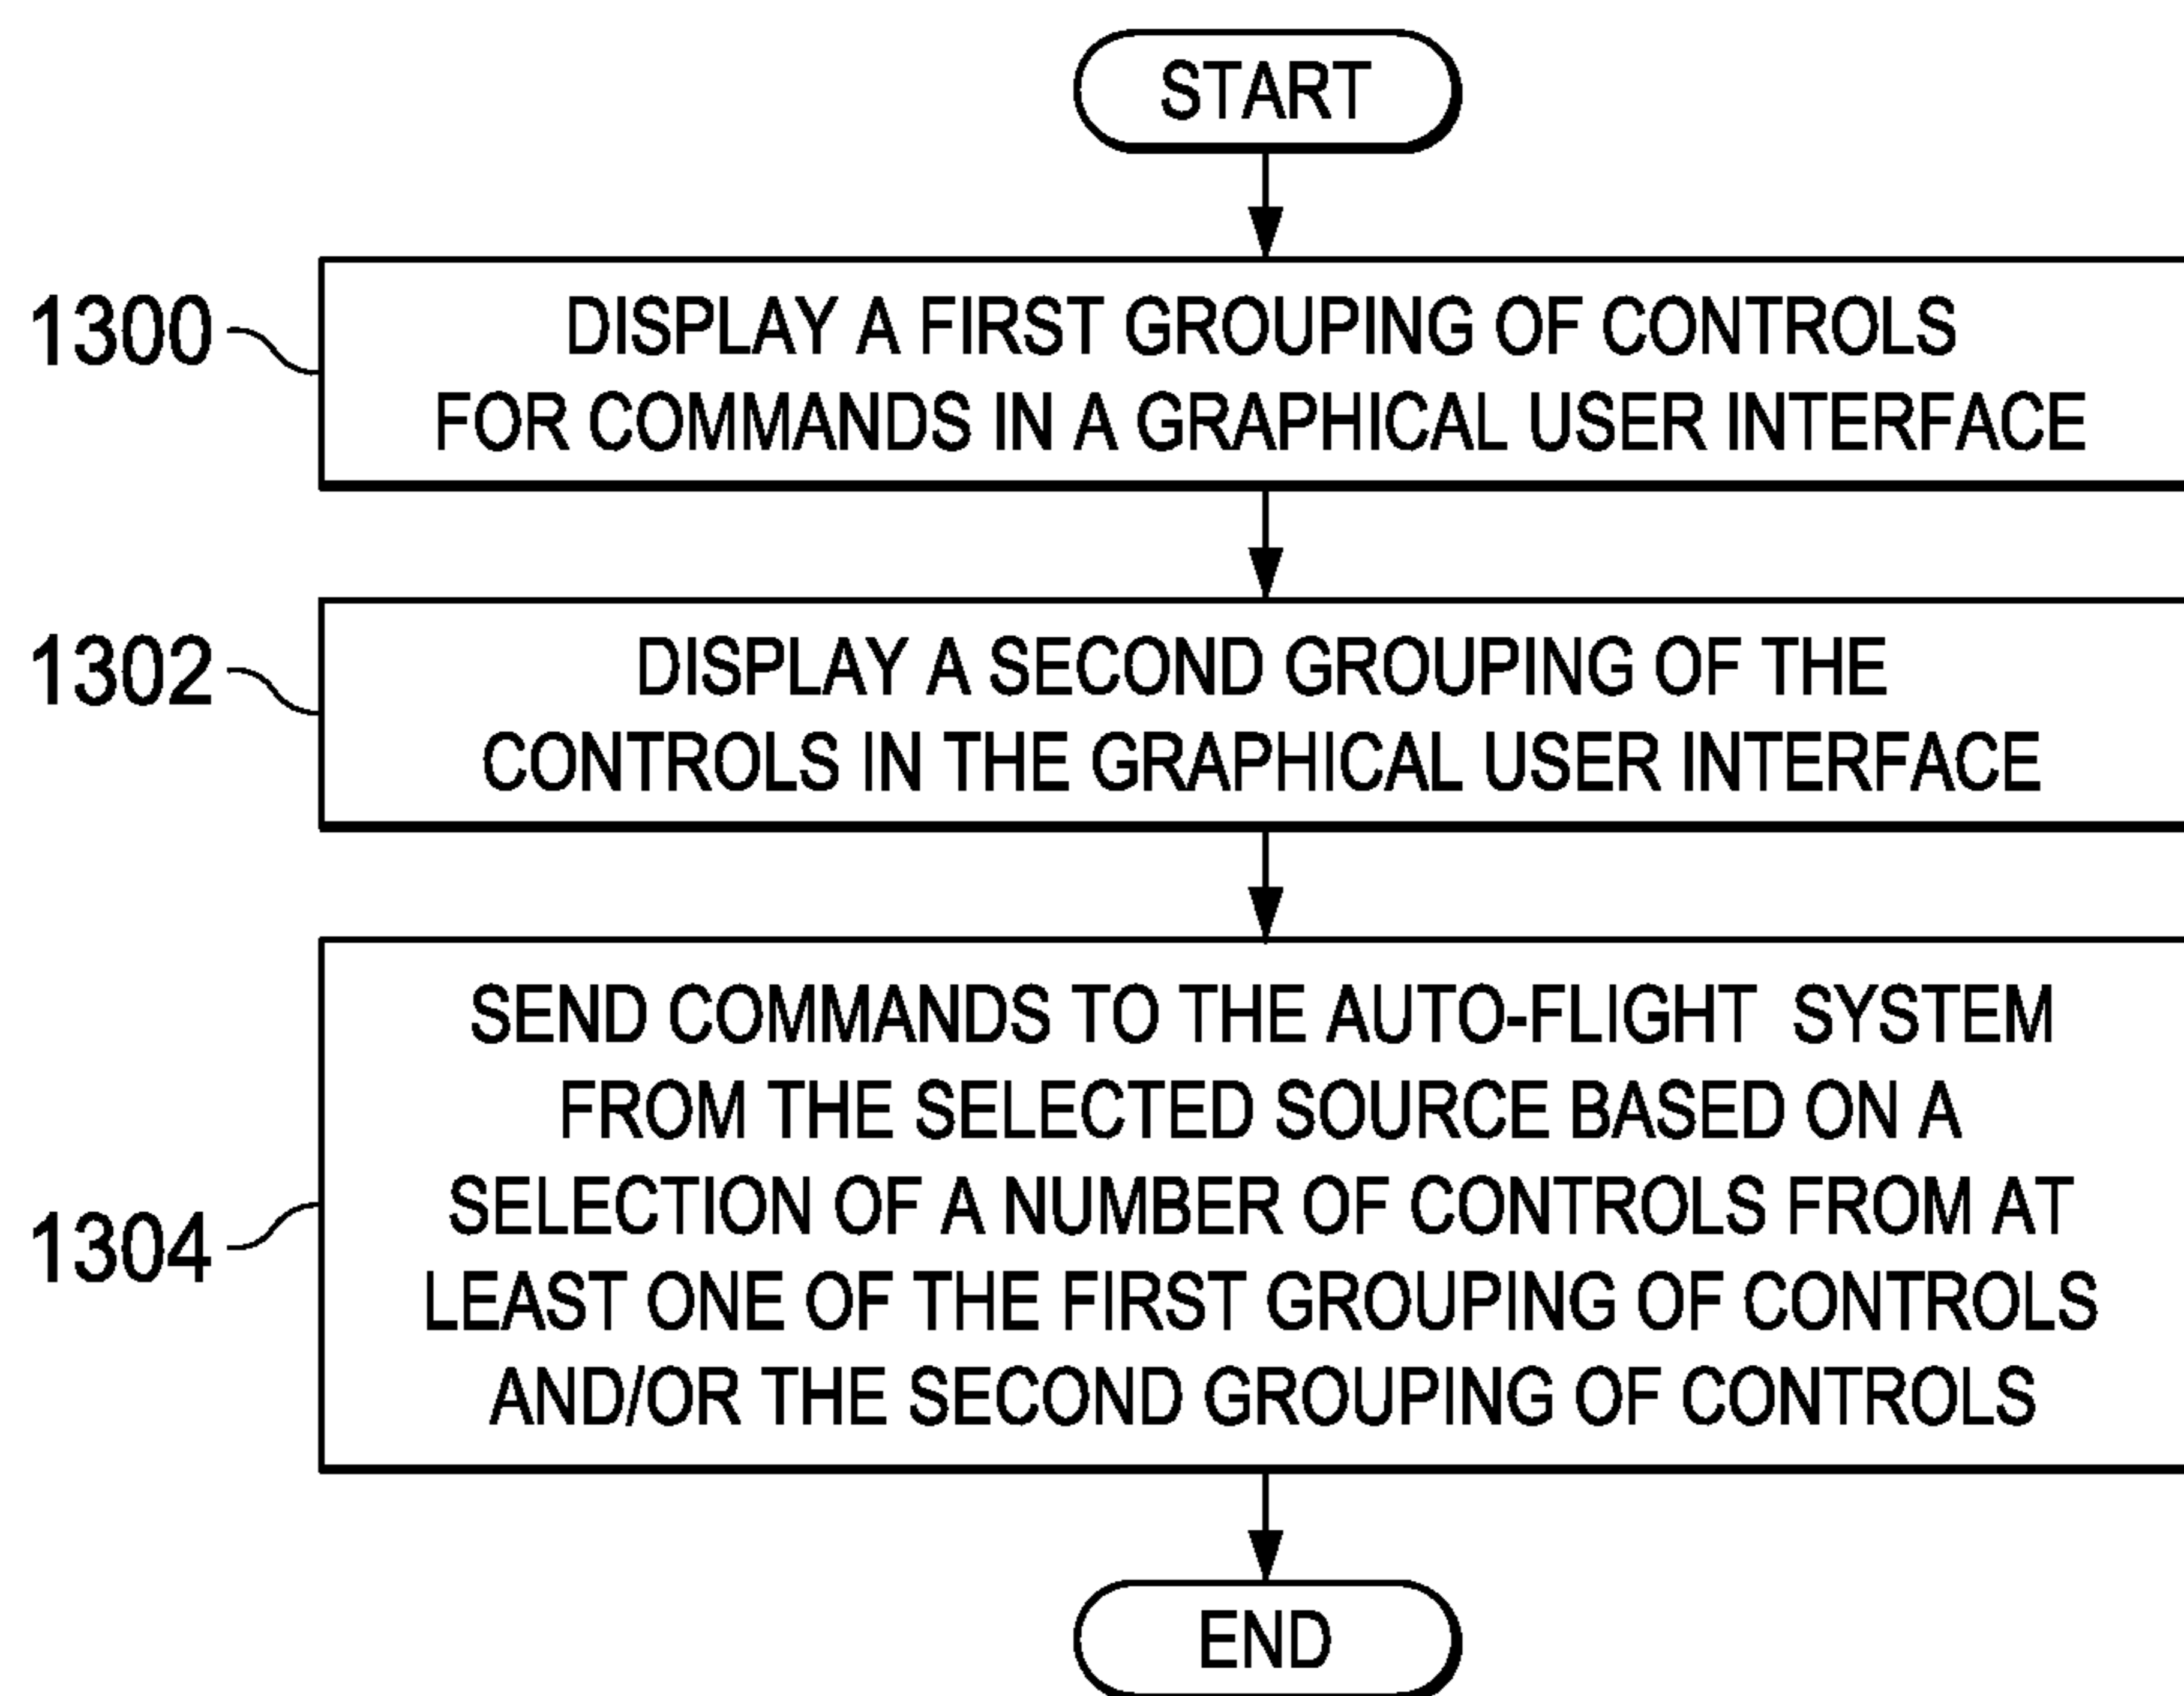 START
1300
DISPLAY A FIRST GROUPING OF CONTROLS
FOR COMMANDS IN A GRAPHICAL USER INTERFACE
1302
DISPLAY A SECOND GROUPING OF THE
CONTROLS IN THE GRAPHICAL USER INTERFACE
1304
SEND COMMANDS TO THE AUTO-FLIGHT SYSTEM
FROM THE SELECTED SOURCE BASED ON A
SELECTION OF A NUMBER OF CONTROLS FROM AT
LEAST ONE OF THE FIRST GROUPING OF CONTROLS
AND/OR THE SECOND GROUPING OF CONTROLS
END